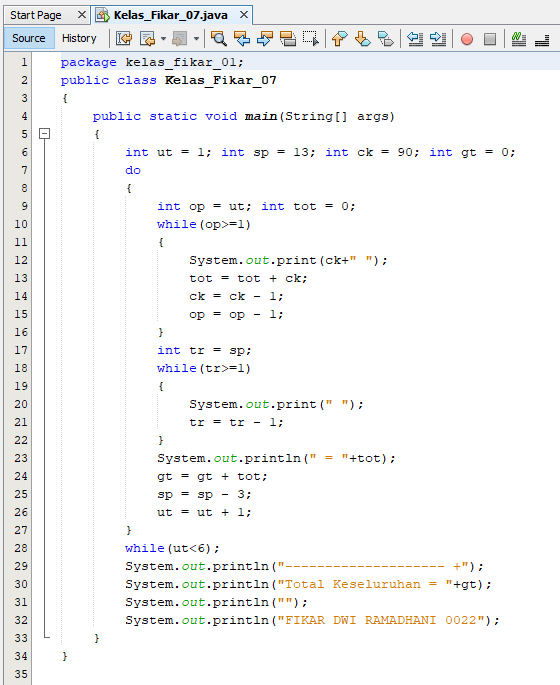 Start Page × Kelas_Fikar_07.java ×
Source History
1 package kelas_fikar_01;
2 public class Kelas_Fikar_07
3 {
4 public static void main(String[] args)
5 {
6 int ut = 1; int sp = 13; int ck = 90; int gt = 0;
7 do
8 {
9 int op = ut; int tot = 0;
10 while(op>=1)
11 {
12 System.out.print(ck+" ");
13 tot = tot + ck;
14 ck = ck - 1;
15 op = op - 1;
16 }
17 int tr = sp;
18 while(tr>=1)
19 {
20 System.out.print(" ");
21 tr = tr - 1;
22 }
23 System.out.println(" = "+tot);
24 gt = gt + tot;
25 sp = sp - 3;
26 ut = ut + 1;
27 }
28 while(ut<6);
29 System.out.println("-------------------- +");
30 System.out.println("Total Keseluruhan = "+gt);
31 System.out.println("");
32 System.out.println("FIKAR DWI RAMADHANI 0022");
33 }
34 }
35